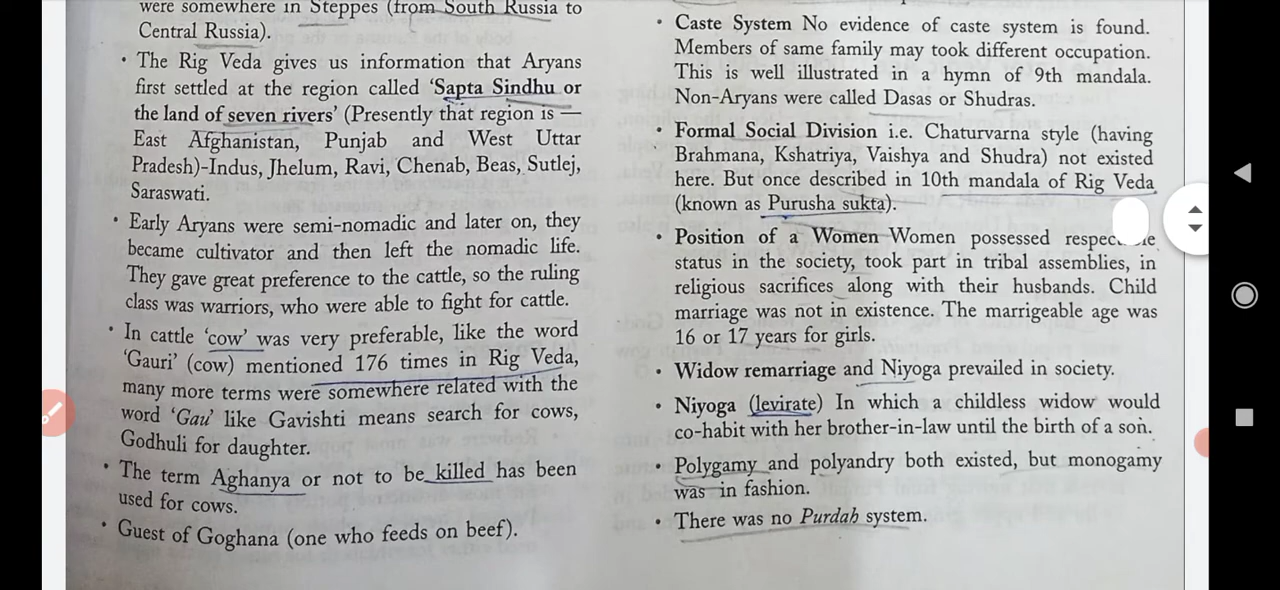 were somewhere in Steppes (from South Russia to
Central Russia).
• The Rig Veda gives us information that Aryans
first settled at the region called 'Sapta Sindhu or
the land of seven rivers' (Presently that region is —
East Afghanistan, Punjab and West Uttar
Pradesh)-Indus, Jhelum, Ravi, Chenab, Beas, Sutlej,
Saraswati.
• Early Aryans were semi-nomadic and later on, they
became cultivator and then left the nomadic life.
They gave great preference to the cattle, so the ruling
class was warriors, who were able to fight for cattle.
• In cattle 'cow' was very preferable, like the word
'Gauri' (cow) mentioned 176 times in Rig Veda,
many more terms were somewhere related with the
word 'Gau' like Gavishti means search for cows,
Godhuli for daughter.
• The term Aghanya or not to be killed has been
used for cows.
• Guest of Goghana (one who feeds on beef).
• Caste System No evidence of caste system is found.
Members of same family may took different occupation.
This is well illustrated in a hymn of 9th mandala.
Non-Aryans were called Dasas or Shudras.
• Formal Social Division i.e. Chaturvarna style (having
Brahmana, Kshatriya, Vaishya and Shudra) not existed
here. But once described in 10th mandala of Rig Veda
(known as Purusha sukta).
• Position of a Women Women possessed
status in the society, took part in tribal assemblies, in
religious sacrifices along with their husbands. Child
marriage was not in existence. The marrigeable age was
16 or 17 years for girls.
• Widow remarriage and Niyoga prevailed in society.
• Niyoga (levirate) In which a childless widow would
co-habit with her brother-in-law until the birth of a son.
• Polygamy and polyandry both existed, but monogamy
was in fashion.
• There was no Purdah system.